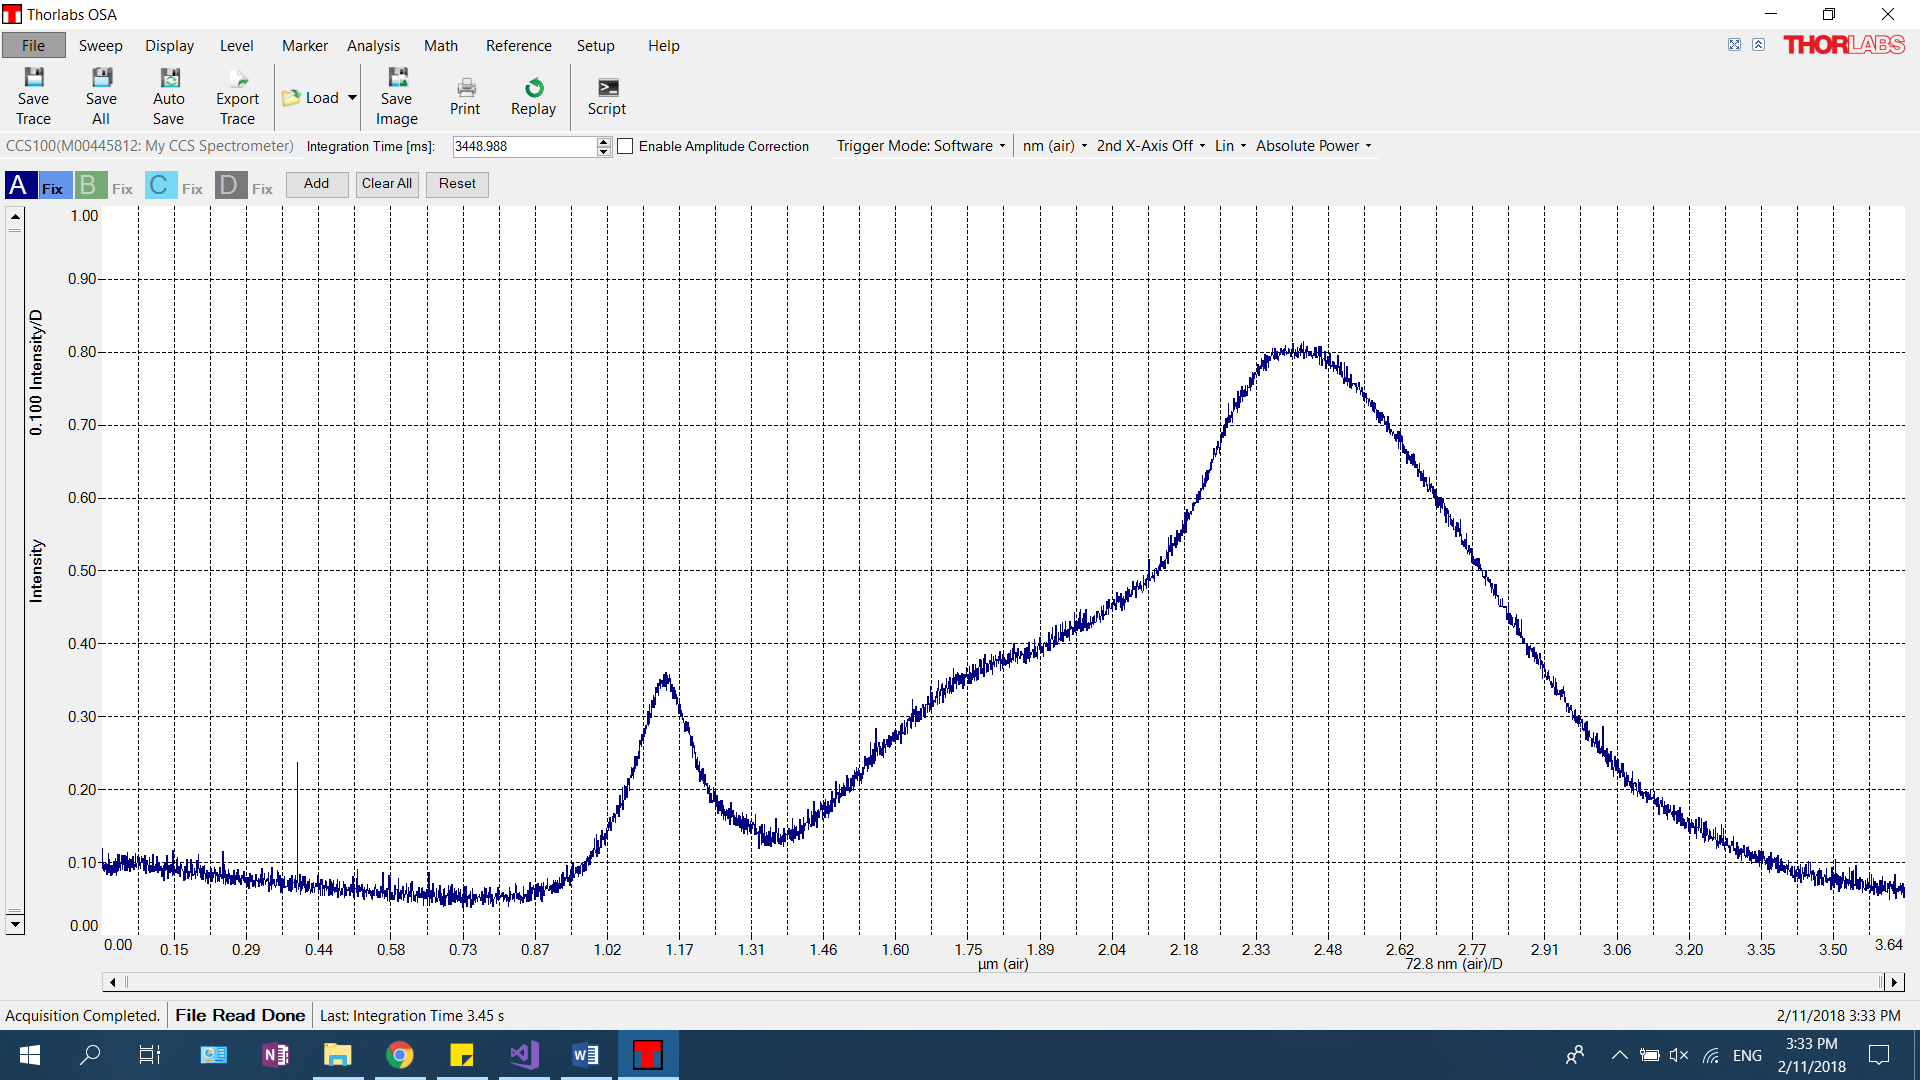 Thorlabs OSA
File Sweep Display Level Marker Analysis Math Reference Setup Help
THORLABS
Save Trace Save All Auto Save Export Trace Load Save Image Print Replay Script
CCS100(M00445812: My CCS Spectrometer) Integration Time [ms]: 3448.988 Enable Amplitude Correction Trigger Mode: Software nm (air) 2nd X-Axis Off Lin Absolute Power
A Fix B Fix C Fix D Fix Add Clear All Reset
1.00
0.90
0.80
0.70
0.60
0.50
0.40
0.30
0.20
0.10
0.00
0.100 Intensity/D
Intensity
0.00 0.15 0.29 0.44 0.58 0.73 0.87 1.02 1.17 1.31 1.46 1.60 1.75 1.89 2.04 2.18 2.33 2.48 2.62 2.77 2.91 3.06 3.20 3.35 3.50 3.64
µm (air) 72.8 nm (air)/D
Acquisition Completed. File Read Done Last: Integration Time 3.45 s 2/11/2018 3:33 PM
ENG 3:33 PM
2/11/2018